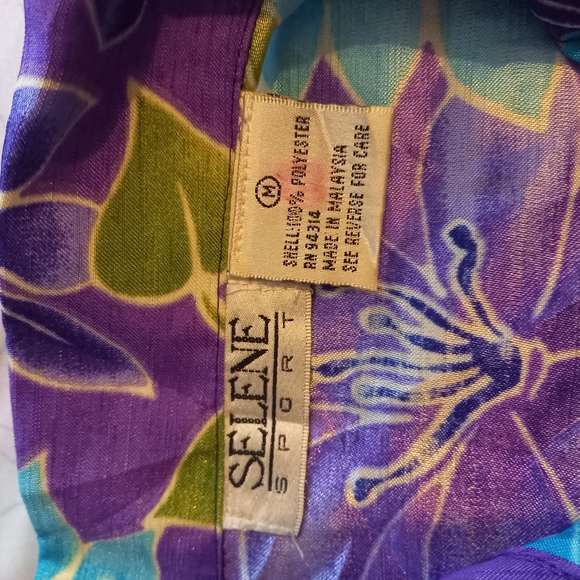 SELENE
SPORT
M
SHELL:100% POLYESTER
RN 94314
MADE IN MALAYSIA
SEE REVERSE FOR CARE